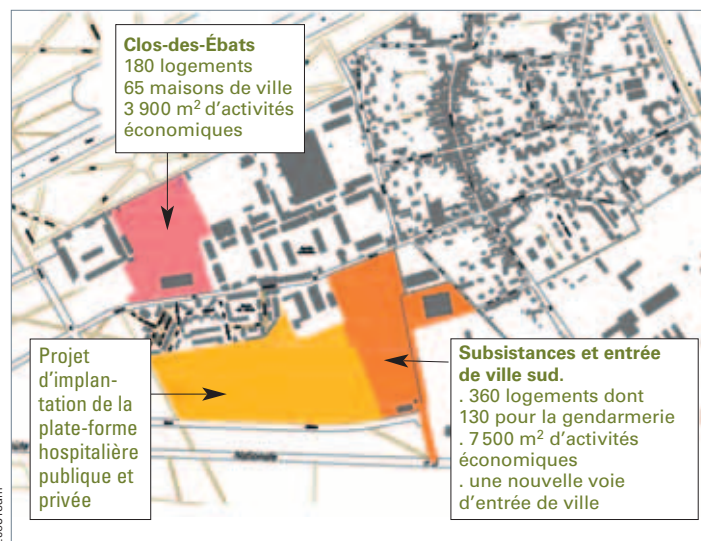 Clos-des-Ébats
180 logements
65 maisons de ville
3 900 m² d'activités
économiques
Projet
d'implan-
tation de la
plate-forme
hospitalière
publique et
privée
Subsistances et entrée
de ville sud.
. 360 logements dont
130 pour la gendarmerie
. 7500 m² d'activités
économiques
. une nouvelle voie
d'entrée de ville
Nationale